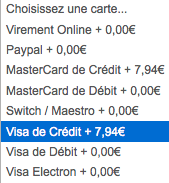 Choisissez une carte...
Virement Online + 0,00€
Paypal + 0,00€
MasterCard de Crédit + 7,94€
MasterCard de Débit + 0,00€
Switch / Maestro + 0,00€
Visa de Crédit + 7,94€
Visa de Débit + 0,00€
Visa Electron + 0,00€